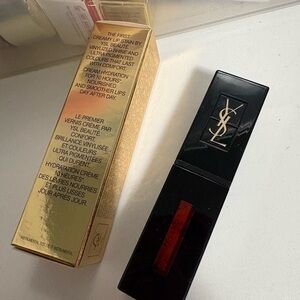 THE FIRST
CREAMY LIP STAIN BY
YSL BEAUTÉ.
VINYLIZED SHINE AND
ULTRA-PIGMENTED
COLOURS THAT LAST
WITH COMFORT.
CREAM HYDRATION
FOR 10 HOURS*
NOURISHED
AND SMOOTHER LIPS
DAY AFTER DAY.
LE PREMIER
VERNIS CRÈME PAR
YSL BEAUTÉ.
CONFORT,
BRILLANCE VINYLISÉE
ET COULEURS
ULTRA PIGMENTÉES
QUI DURENT.
HYDRATATION CRÈME
10 HEURES*
DES LÈVRES NOURRIES
ET PLUS LISSES
JOUR APRÈS JOUR.
YSL